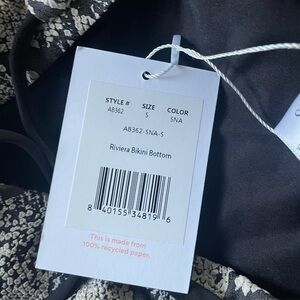 STYLE # SIZE COLOR
AB362 S SNA
AB362-SNA-S
Riviera Bikini Bottom
8 40155 34819 6
This is made from
100% recycled paper.